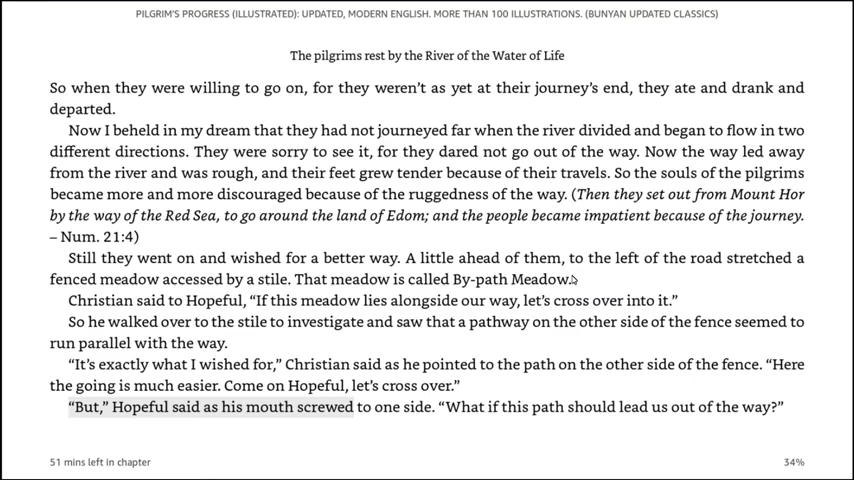 PILGRIM'S PROGRESS (ILLUSTRATED): UPDATED, MODERN ENGLISH. MORE THAN 100 ILLUSTRATIONS. (BUNYAN UPDATED CLASSICS)
The pilgrims rest by the River of the Water of Life
So when they were willing to go on, for they weren’t as yet at their journey’s end, they ate and drank and
departed.
Now I beheld in my dream that they had not journeyed far when the river divided and began to flow in two
different directions. They were sorry to see it, for they dared not go out of the way. Now the way led away
from the river and was rough, and their feet grew tender because of their travels. So the souls of the pilgrims
became more and more discouraged because of the ruggedness of the way. (Then they set out from Mount Hor
by the way of the Red Sea, to go around the land of Edom; and the people became impatient because of the journey.
– Num. 21:4)
Still they went on and wished for a better way. A little ahead of them, to the left of the road stretched a
fenced meadow accessed by a stile. That meadow is called By-path Meadow.
Christian said to Hopeful, “If this meadow lies alongside our way, let’s cross over into it.”
So he walked over to the stile to investigate and saw that a pathway on the other side of the fence seemed to
run parallel with the way.
“It’s exactly what I wished for,” Christian said as he pointed to the path on the other side of the fence. “Here
the going is much easier. Come on Hopeful, let’s cross over.”
“But,” Hopeful said as his mouth screwed to one side. “What if this path should lead us out of the way?”
51 mins left in chapter
34%